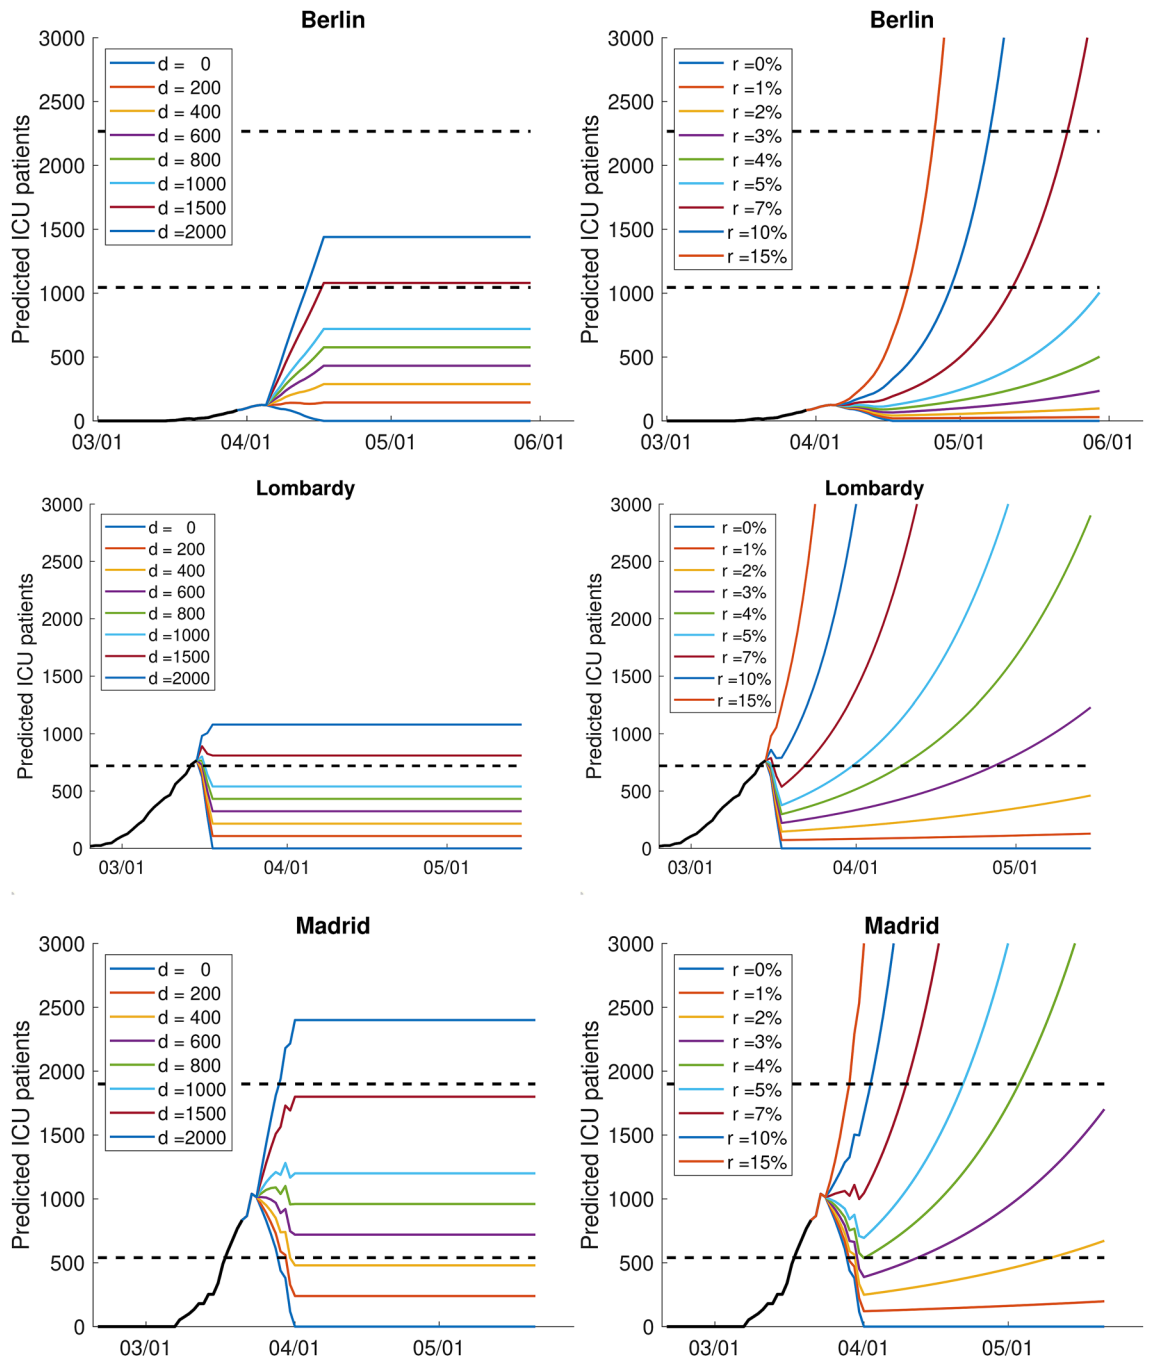 Berlin
Predicted ICU patients
3000
2500
2000
1500
1000
500
0
03/01
04/01
05/01
06/01
d = 0
d = 200
d = 400
d = 600
d = 800
d =1000
d =1500
d =2000
Berlin
Predicted ICU patients
3000
2500
2000
1500
1000
500
0
03/01
04/01
05/01
06/01
r =0%
r =1%
r =2%
r =3%
r =4%
r =5%
r =7%
r =10%
r =15%
Lombardy
Predicted ICU patients
3000
2500
2000
1500
1000
500
0
03/01
04/01
05/01
d = 0
d = 200
d = 400
d = 600
d = 800
d =1000
d =1500
d =2000
Lombardy
Predicted ICU patients
3000
2500
2000
1500
1000
500
0
03/01
04/01
05/01
r =0%
r =1%
r =2%
r =3%
r =4%
r =5%
r =7%
r =10%
r =15%
Madrid
Predicted ICU patients
3000
2500
2000
1500
1000
500
0
03/01
04/01
05/01
d = 0
d = 200
d = 400
d = 600
d = 800
d =1000
d =1500
d =2000
Madrid
Predicted ICU patients
3000
2500
2000
1500
1000
500
0
03/01
04/01
05/01
r =0%
r =1%
r =2%
r =3%
r =4%
r =5%
r =7%
r =10%
r =15%